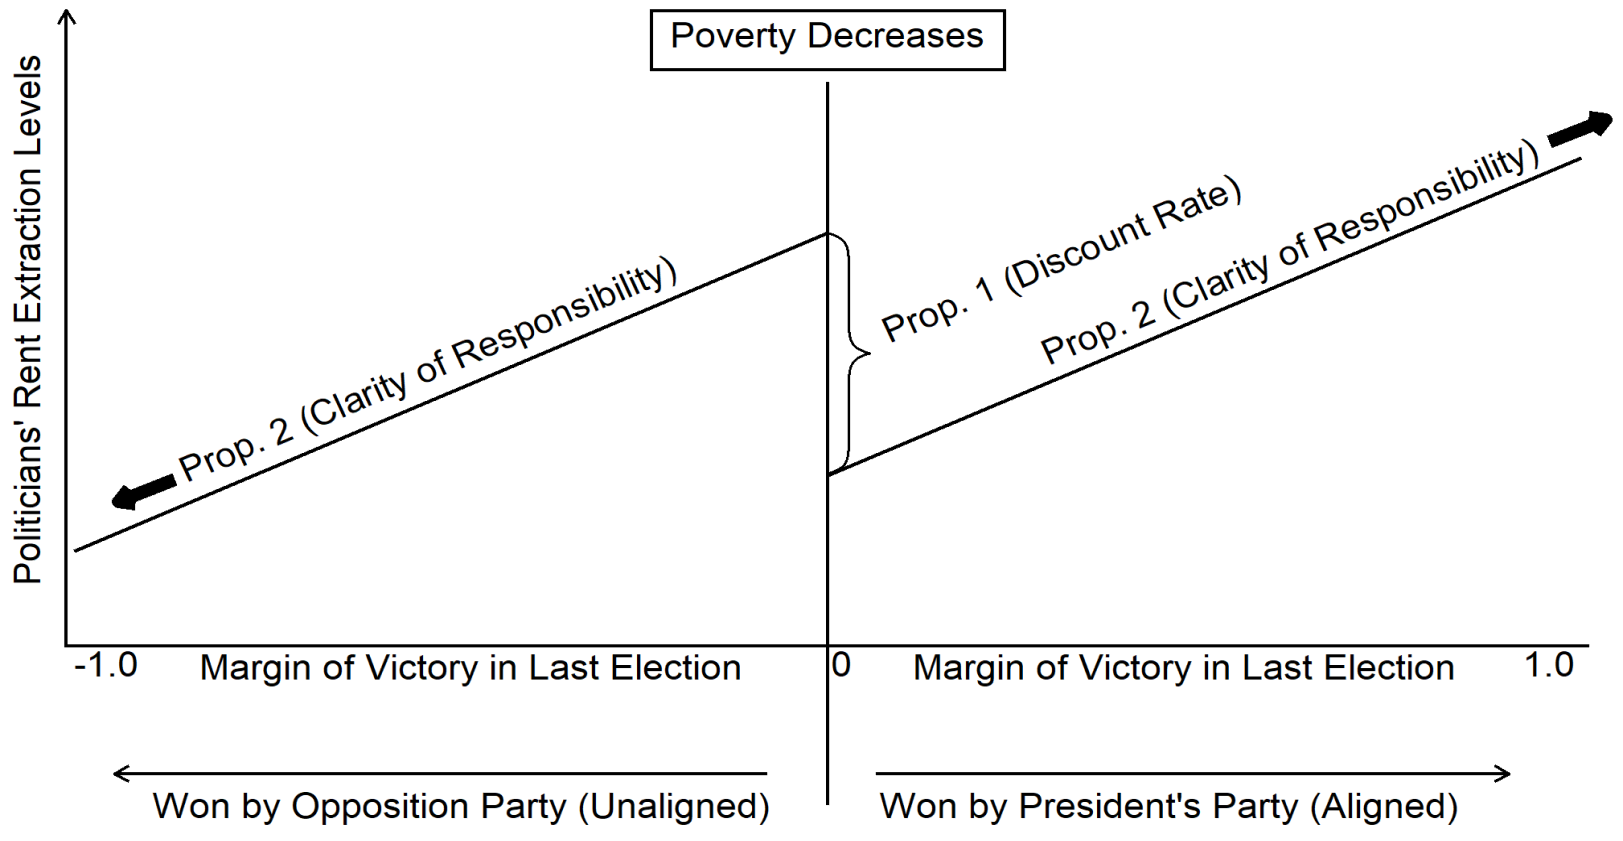 Poverty Decreases
Politicians' Rent Extraction Levels
Prop. 2 (Clarity of Responsibility)
Prop. 1 (Discount Rate)
Prop. 2 (Clarity of Responsibility)
-1.0 Margin of Victory in Last Election 0 Margin of Victory in Last Election 1.0
Won by Opposition Party (Unaligned) Won by President's Party (Aligned)